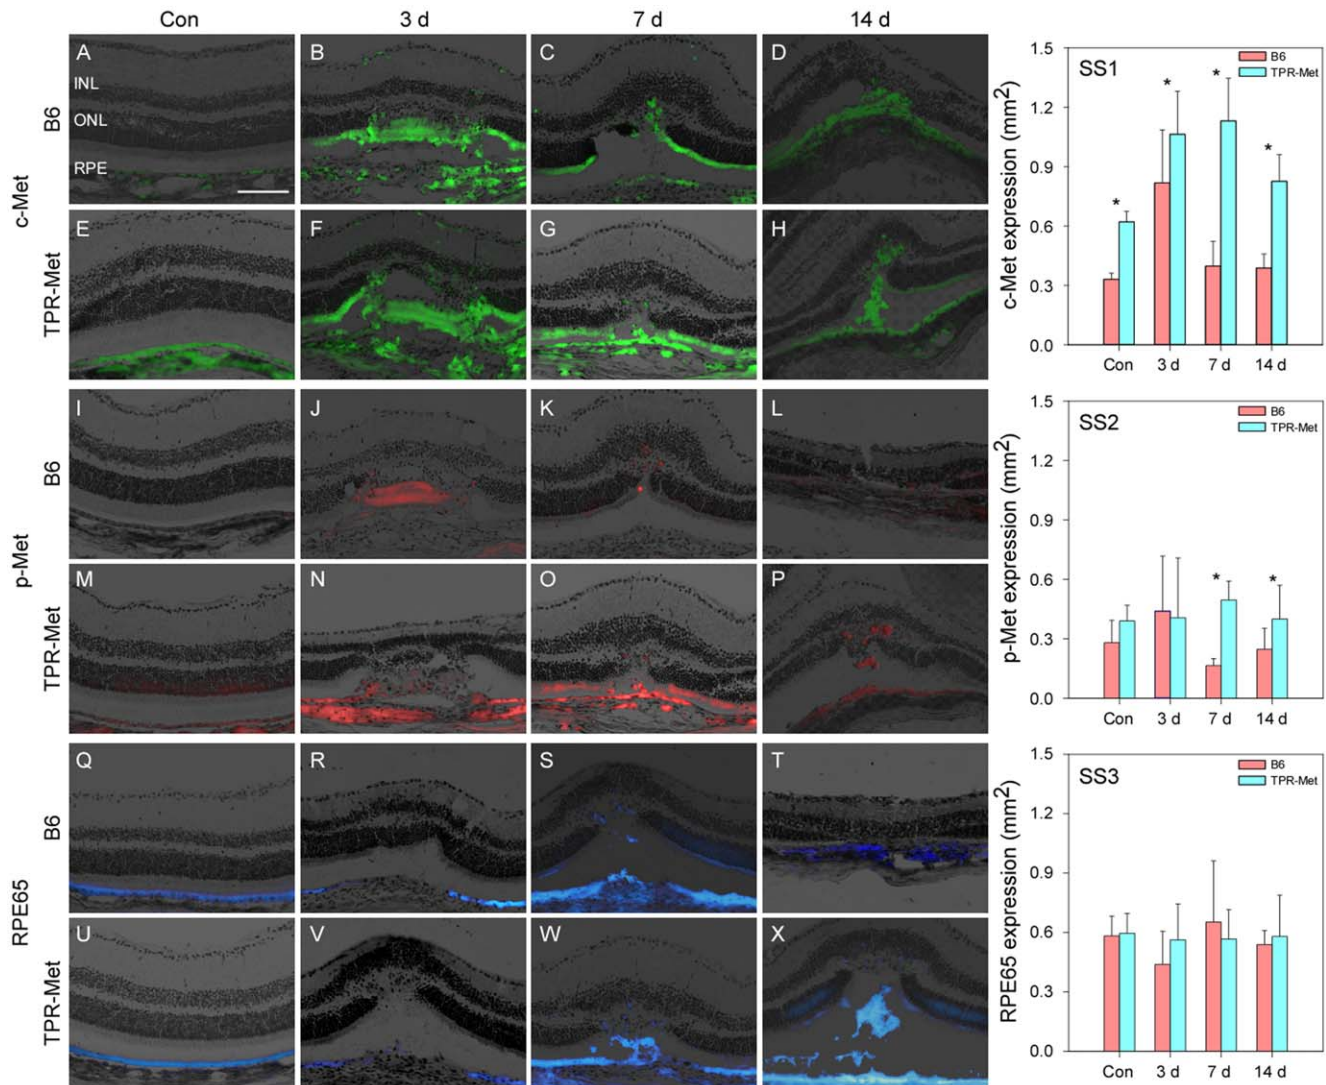 Con 3 d 7 d 14 d
c-Met
B6
A INL ONL RPE
B
C
D
TPR-Met
E
F
G
H
SS1
B6
TPR-Met
c-Met expression (mm²)
1.5
1.2
0.9
0.6
0.3
0.0
* * * *
Con 3 d 7 d 14 d
p-Met
B6
I
J
K
L
TPR-Met
M
N
O
P
SS2
B6
TPR-Met
p-Met expression (mm²)
1.5
1.2
0.9
0.6
0.3
0.0
* *
Con 3 d 7 d 14 d
RPE65
B6
Q
R
S
T
TPR-Met
U
V
W
X
SS3
B6
TPR-Met
RPE65 expression (mm²)
1.5
1.2
0.9
0.6
0.3
0.0
Con 3 d 7 d 14 d